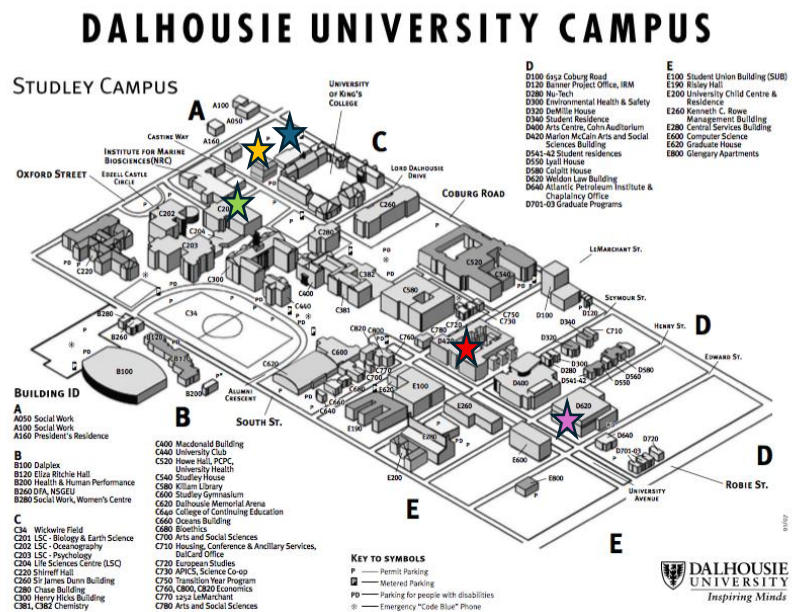 DALHOUSIE UNIVERSITY CAMPUS
STUDLEY CAMPUS
A100
A050
A
A160
CASTINE WAY
INSTITUTE FOR MARINE
BIOSCIENCES(NRC)
EDZELL CASTLE
CIRCLE
OXFORD STREET
UNIVERSITY
OF KING'S
COLLEGE
C
LORD DALHOUSIE
DRIVE
COBURG ROAD
C260
C202
C204
C203
C220
C280
C300
C382
C400
C440
C381
C580
C520
C540
C34
LEMARCHANT ST.
SEYMOUR ST.
HENRY ST.
EDWARD ST.
D
D100
D120
D340
C710
D320
D300
D280
D541-42
D550
D560
D580
D400
D620
D640
D701-03
D720
C750
C730
C720
C780
C760
C820
C800
C600
C620
C770
C700
C680
C660
C640
E620
E100
E190
E260
E280
E200
E600
E800
B280
B260
B120
B100
B200
ALUMNI
CRESCENT
SOUTH ST.
B
E
E
D
UNIVERSITY
AVENUE
ROBIE ST.
D
D100 6152 Coburg Road
D120 Banner Project Office, IRM
D280 Nu-Tech
D300 Environmental Health & Safety
D320 DeMille House
D340 Student Residence
D400 Arts Centre, Cohn Auditorium
D420 Marion McCain Arts and Social
Sciences Building
D541-42 Student residences
D550 Lyall House
D580 Colpitt House
D620 Weldon Law Building
D640 Atlantic Petroleum Institute &
Chaplaincy Office
D701-03 Graduate Programs
E
E100 Student Union Building (SUB)
E190 Risley Hall
E200 University Child Centre &
Residence
E260 Kenneth C. Rowe
Management Building
E280 Central Services Building
E600 Computer Science
E620 Graduate House
E800 Glengary Apartments
BUILDING ID
A
A050 Social Work
A100 Social Work
A160 President's Residence
B
B100 Dalplex
B120 Eliza Ritchie Hall
B200 Health & Human Performance
B260 DFA, NSGEU
B280 Social Work, Women's Centre
C
C34 Wickwire Field
C201 LSC - Biology & Earth Science
C202 LSC - Oceanography
C203 LSC - Psychology
C204 Life Sciences Centre (LSC)
C220 Shirreff Hall
C260 Sir James Dunn Building
C280 Chase Building
C300 Henry Hicks Building
C381, C382 Chemistry
C400 Macdonald Building
C440 University Club
C520 Howe Hall, PCPC,
University Health
C540 Studley House
C580 Killam Library
C600 Studley Gymnasium
C620 Dalhousie Memorial Arena
C640 College of Continuing Education
C660 Oceans Building
C680 Bioethics
C700 Arts and Social Sciences
C710 Housing, Conference & Ancillary Services,
DalCard Office
C720 European Studies
C730 APICS, Science Co-op
C750 Transition Year Program
C760, C800, C820 Economics
C770 1252 LeMarchant
C780 Arts and Social Sciences
KEY TO SYMBOLS
P Permit Parking
P Metered Parking
PD Parking for people with disabilities
Emergency "Code Blue" Phone
DALHOUSIE
UNIVERSITY
Inspiring Minds